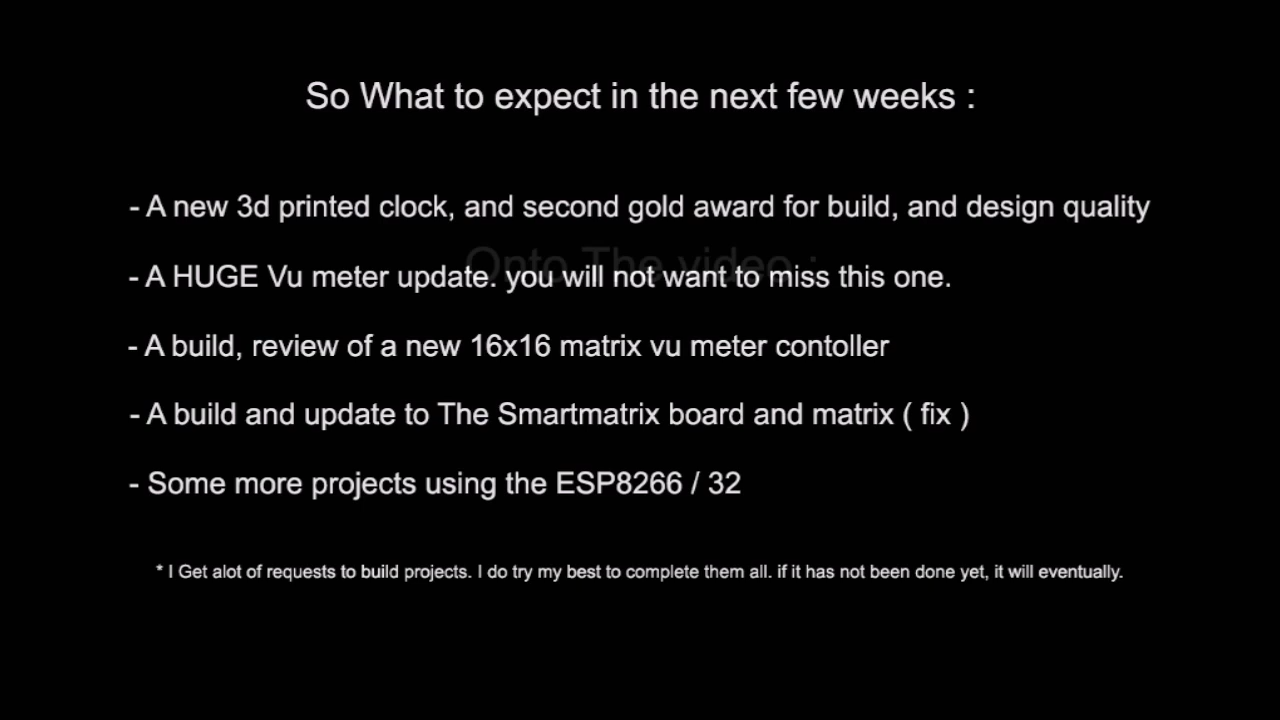 So What to expect in the next few weeks :
- A new 3d printed clock, and second gold award for build, and design quality
Onto The video :
- A HUGE Vu meter update. you will not want to miss this one.
- A build, review of a new 16x16 matrix vu meter contoller
- A build and update to The Smartmatrix board and matrix ( fix )
- Some more projects using the ESP8266 / 32
* I Get alot of requests to build projects. I do try my best to complete them all. if it has not been done yet, it will eventually.